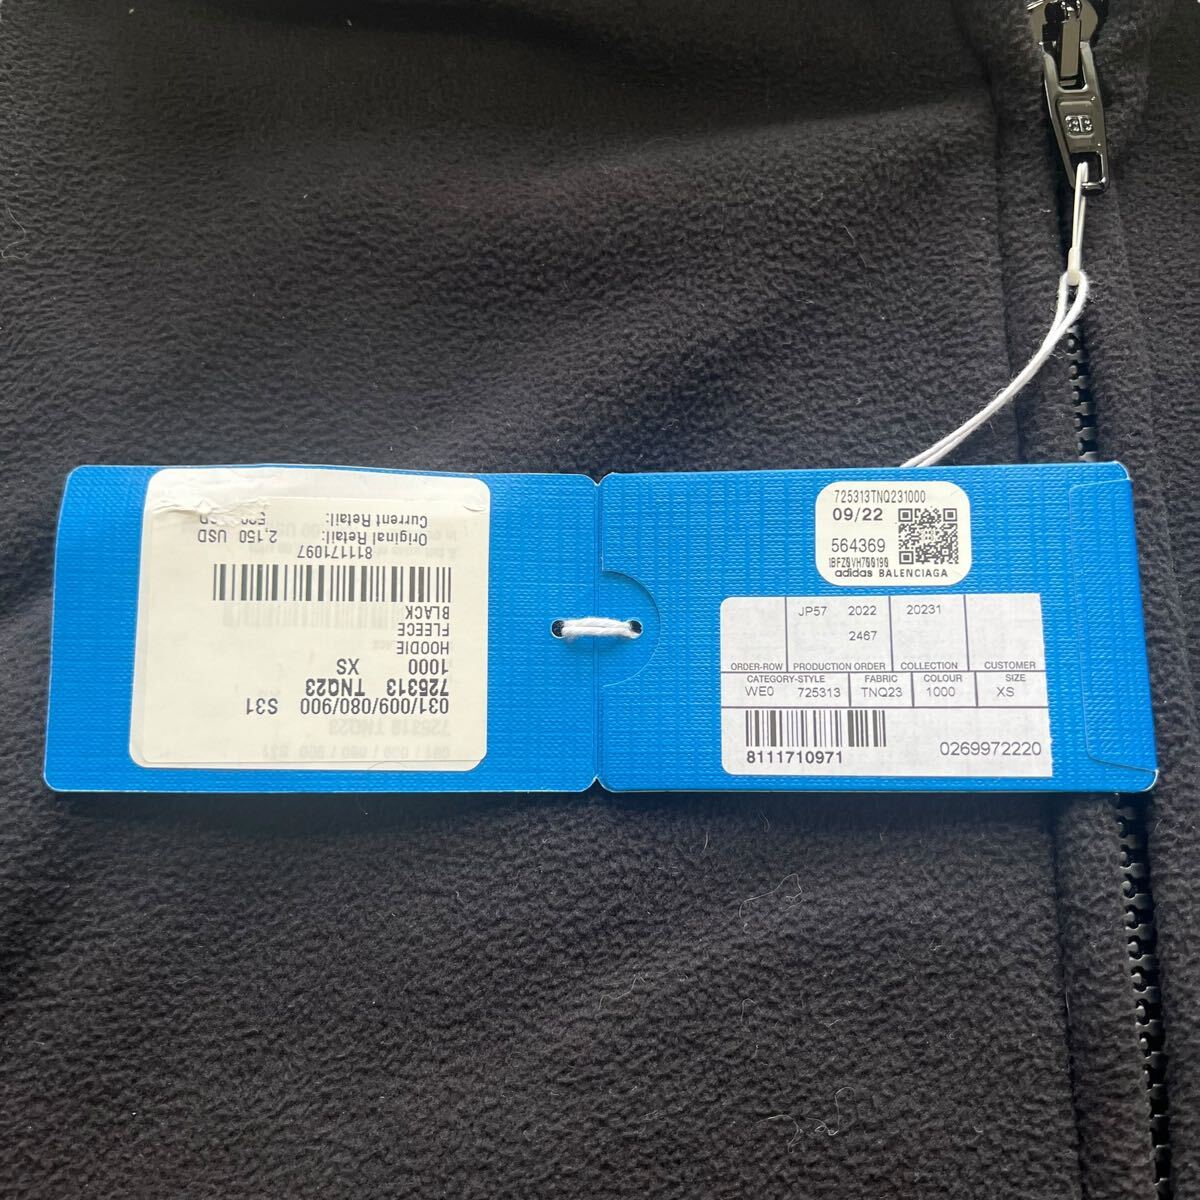 031/009/080/900 S31
725313 TNQ23
1000 XS
HOODIE
FLEECE
BLACK
811171097
Original Retail: 2,150 USD
Current Retail:
725313TNQ231000
09/22
564369
IBFZ0VH700190
adidas BALENCIAGA
JP57 2022 20231
2467
ORDER-ROW PRODUCTION ORDER COLLECTION CUSTOMER
CATEGORY-STYLE FABRIC COLOUR SIZE
WE0 725313 TNQ23 1000 XS
8111710971
0269972220